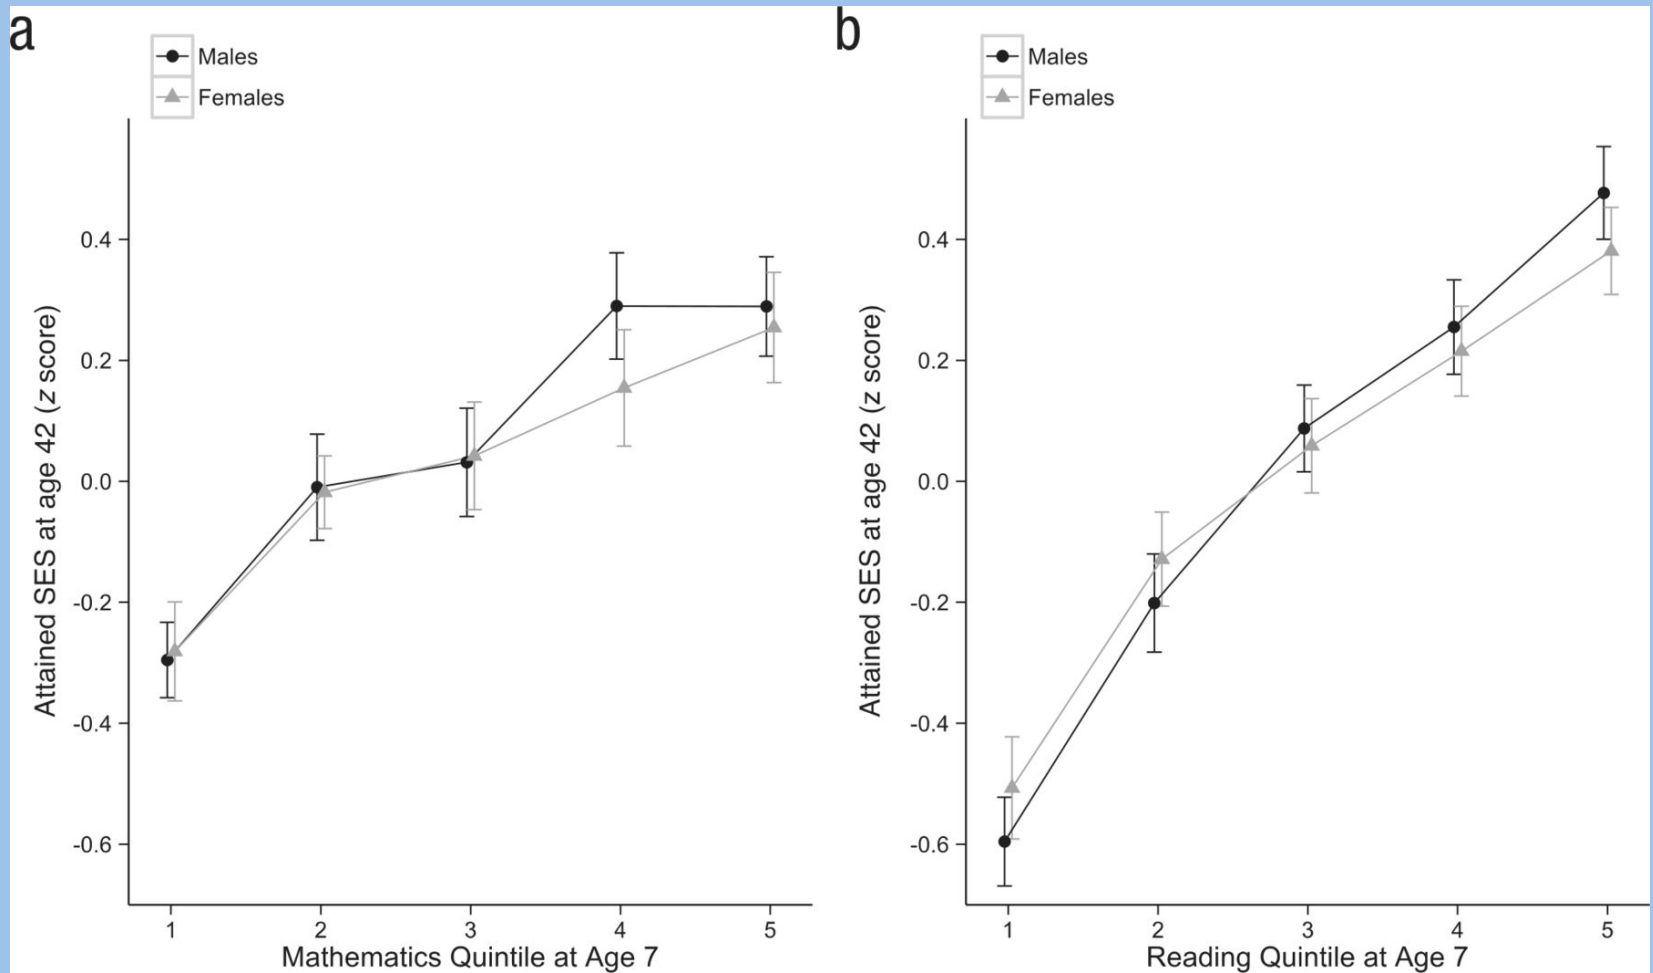 a
Males
Females
0.4
0.2
0.0
-0.2
-0.4
-0.6
Attained SES at age 42 (z score)
1 2 3 4 5
Mathematics Quintile at Age 7
b
Males
Females
0.4
0.2
0.0
-0.2
-0.4
-0.6
Attained SES at age 42 (z score)
1 2 3 4 5
Reading Quintile at Age 7